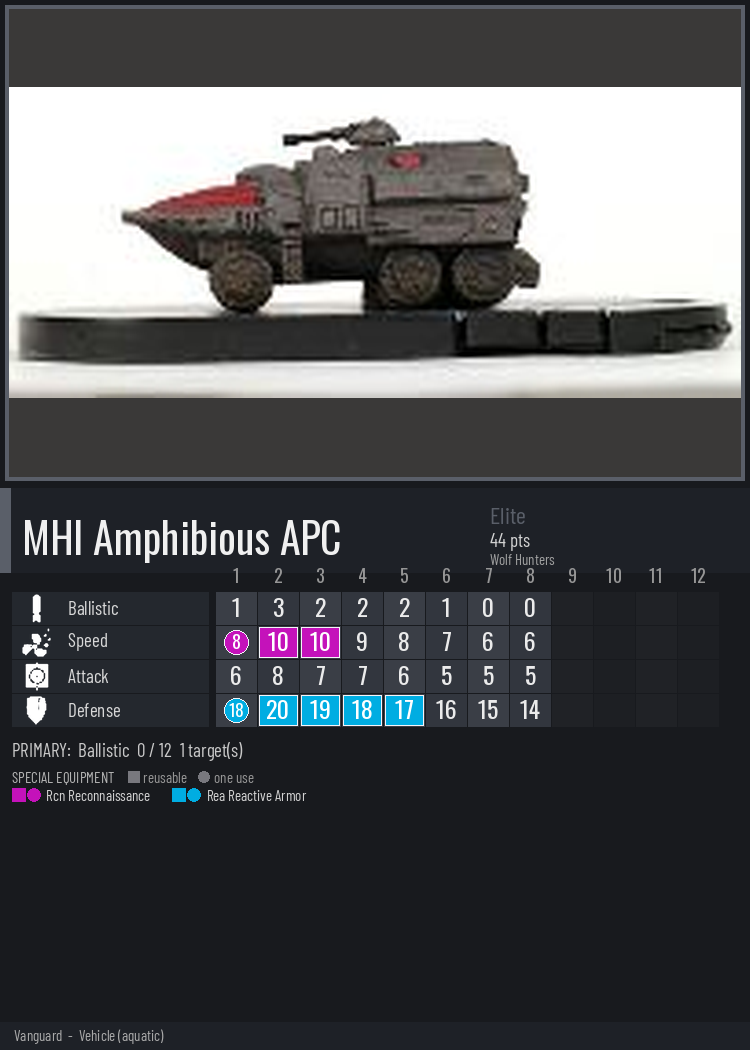 MHI Amphibious APC
Elite
44 pts
Wolf Hunters
1 2 3 4 5 6 7 8 9 10 11 12
Ballistic 1 3 2 2 2 1 0 0
Speed 8 10 10 9 8 7 6 6
Attack 6 8 7 7 6 5 5 5
Defense 18 20 19 18 17 16 15 14
PRIMARY: Ballistic 0 / 12 1 target(s)
SPECIAL EQUIPMENT reusable one use
Rcn Reconnaissance Rea Reactive Armor
Vanguard - Vehicle (aquatic)